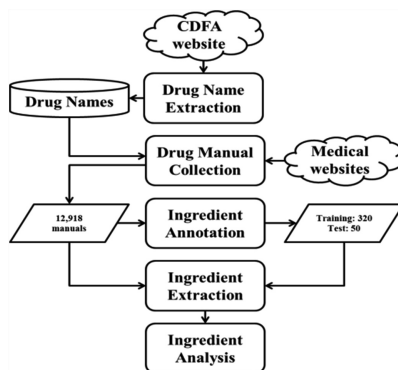 CDFA
website
Drug Names
Drug Name
Extraction
Drug Manual
Collection
Medical
websites
12,918
manuals
Ingredient
Annotation
Training: 320
Test: 50
Ingredient
Extraction
Ingredient
Analysis